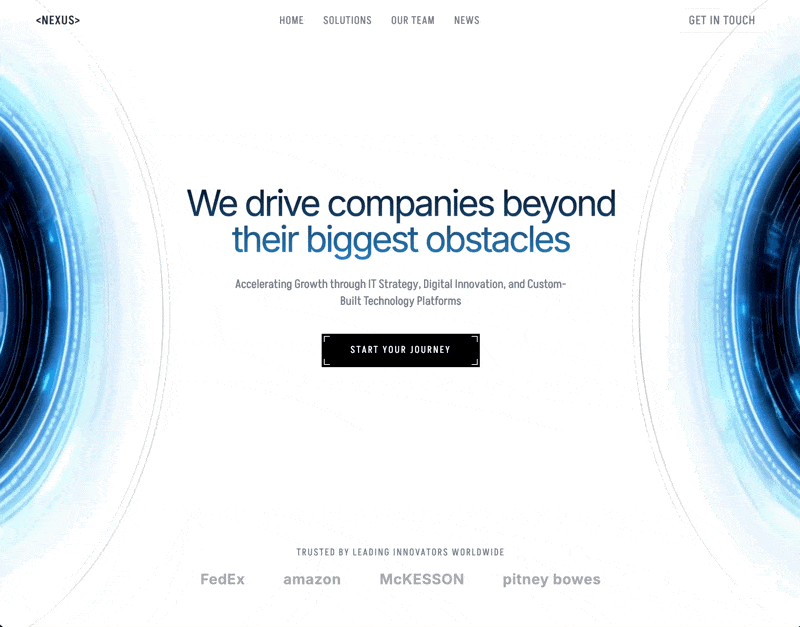 <NEXUS>
HOME SOLUTIONS OUR TEAM NEWS
GET IN TOUCH
We drive companies beyond
their biggest obstacles
Accelerating Growth through IT Strategy, Digital Innovation, and Custom-
Built Technology Platforms
START YOUR JOURNEY
TRUSTED BY LEADING INNOVATORS WORLDWIDE
FedEx amazon McKESSON pitney bowes